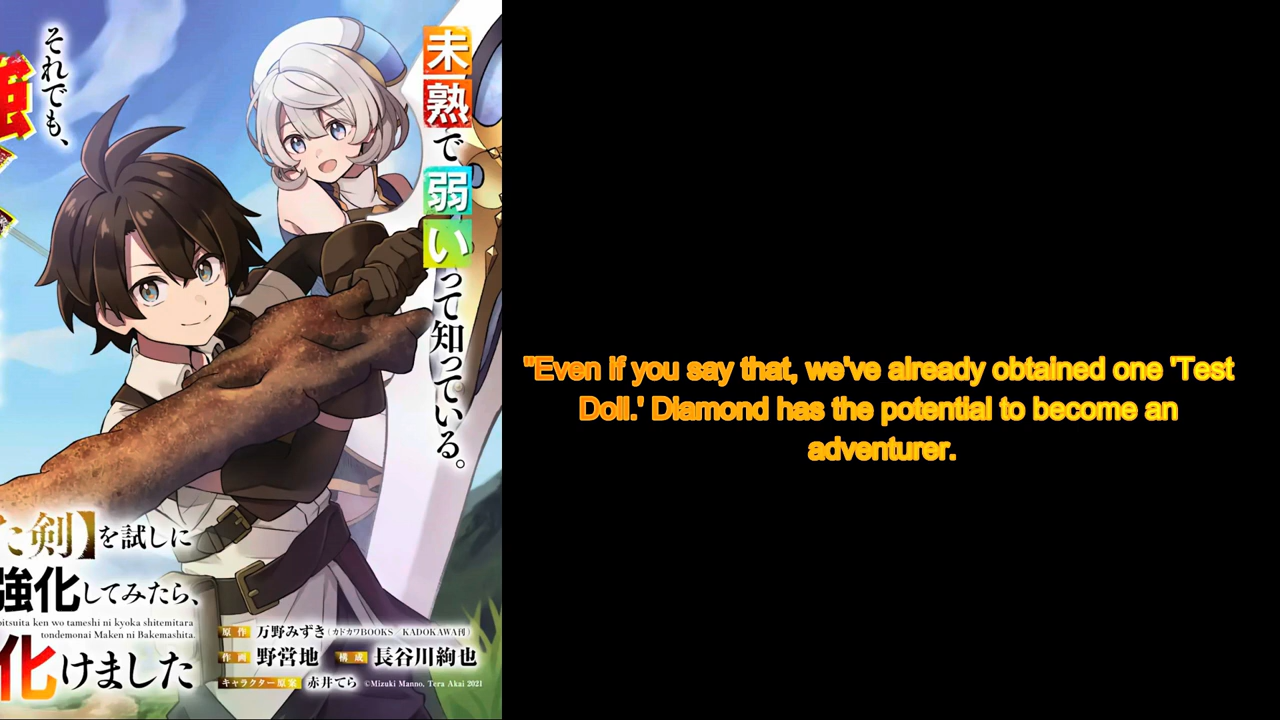 未熟で弱いって知っている。
それでも、
強
た剣】を試しに
強化してみたら、
bitsuita ken wo tameshi ni kyoka shitemitara
tondemonai Maken ni Bakemashita.
化けました
原作 万野みずき(カドカワBOOKS KADOKAWA刊)
作画 野営地 構成 長谷川絢也
キャラクター原案 赤井てら ©Mizuki Manno, Tera Akai 2021
"Even if you say that, we've already obtained one 'Test
Doll.' Diamond has the potential to become an
adventurer.